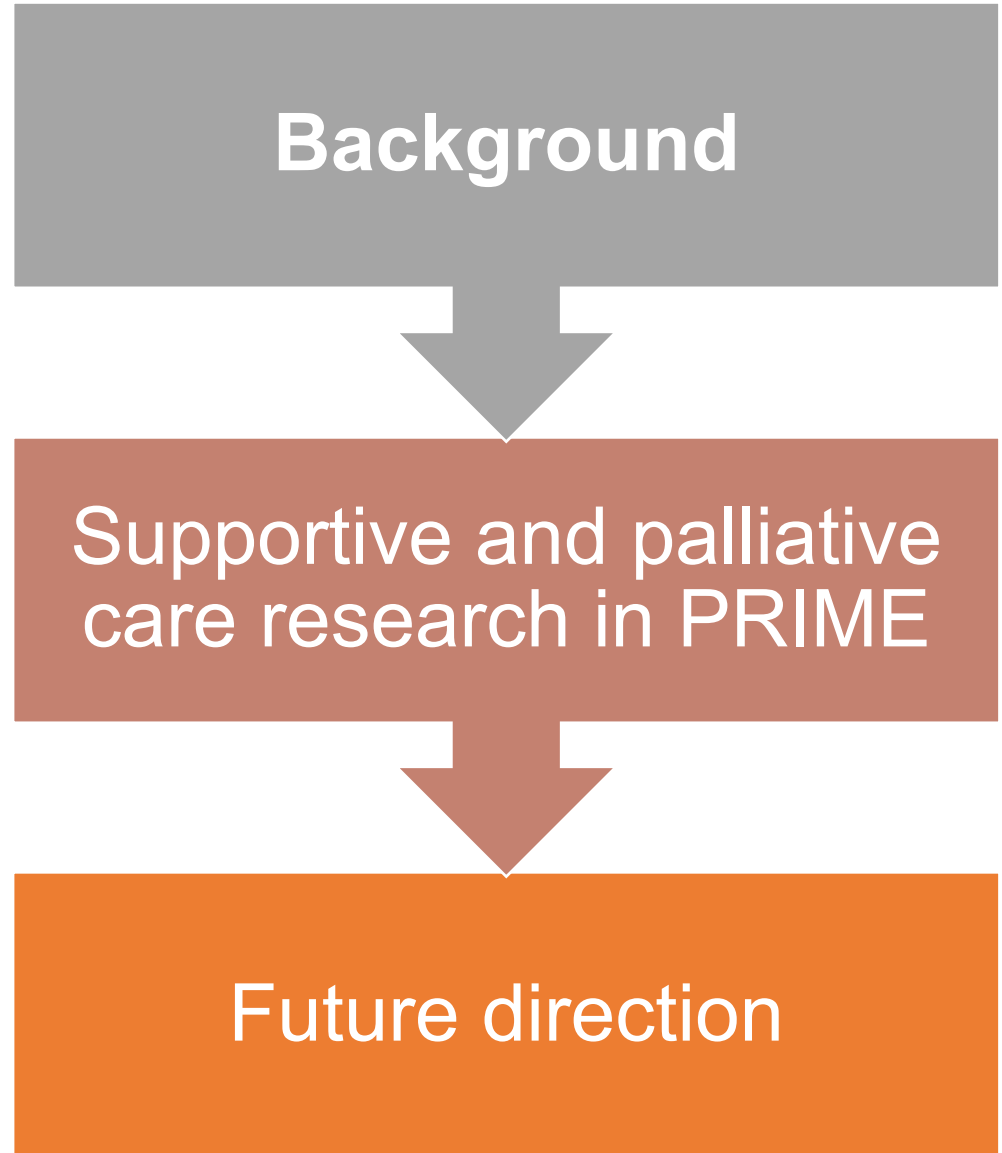 Background
Supportive and palliative
care research in PRIME
Future direction